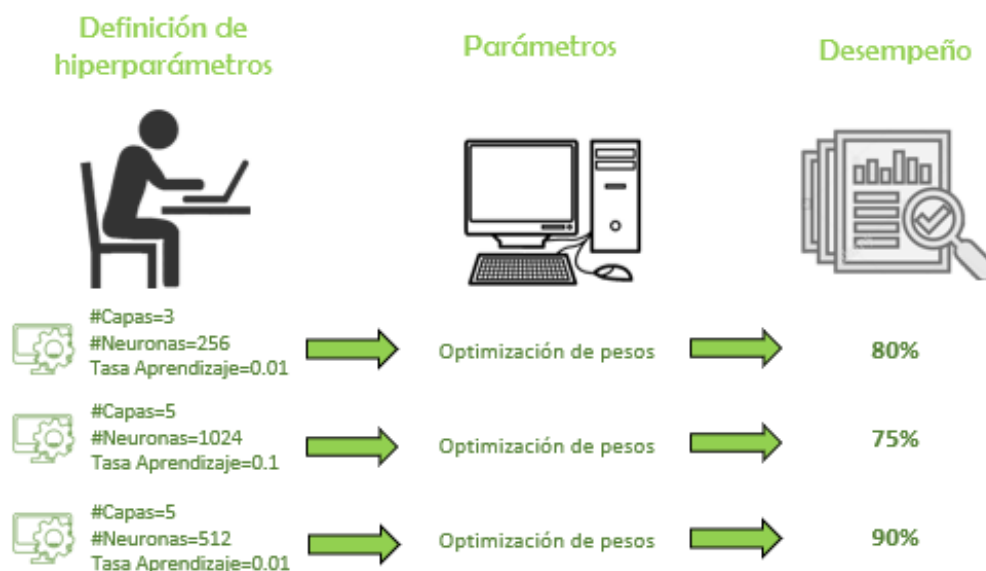 Definición de
hiperparámetros
Parámetros
Desempeño
#Capas=3
#Neuronas=256
Tasa Aprendizaje=0.01
Optimización de pesos
80%
#Capas=5
#Neuronas=1024
Tasa Aprendizaje=0.1
Optimización de pesos
75%
#Capas=5
#Neuronas=512
Tasa Aprendizaje=0.01
Optimización de pesos
90%